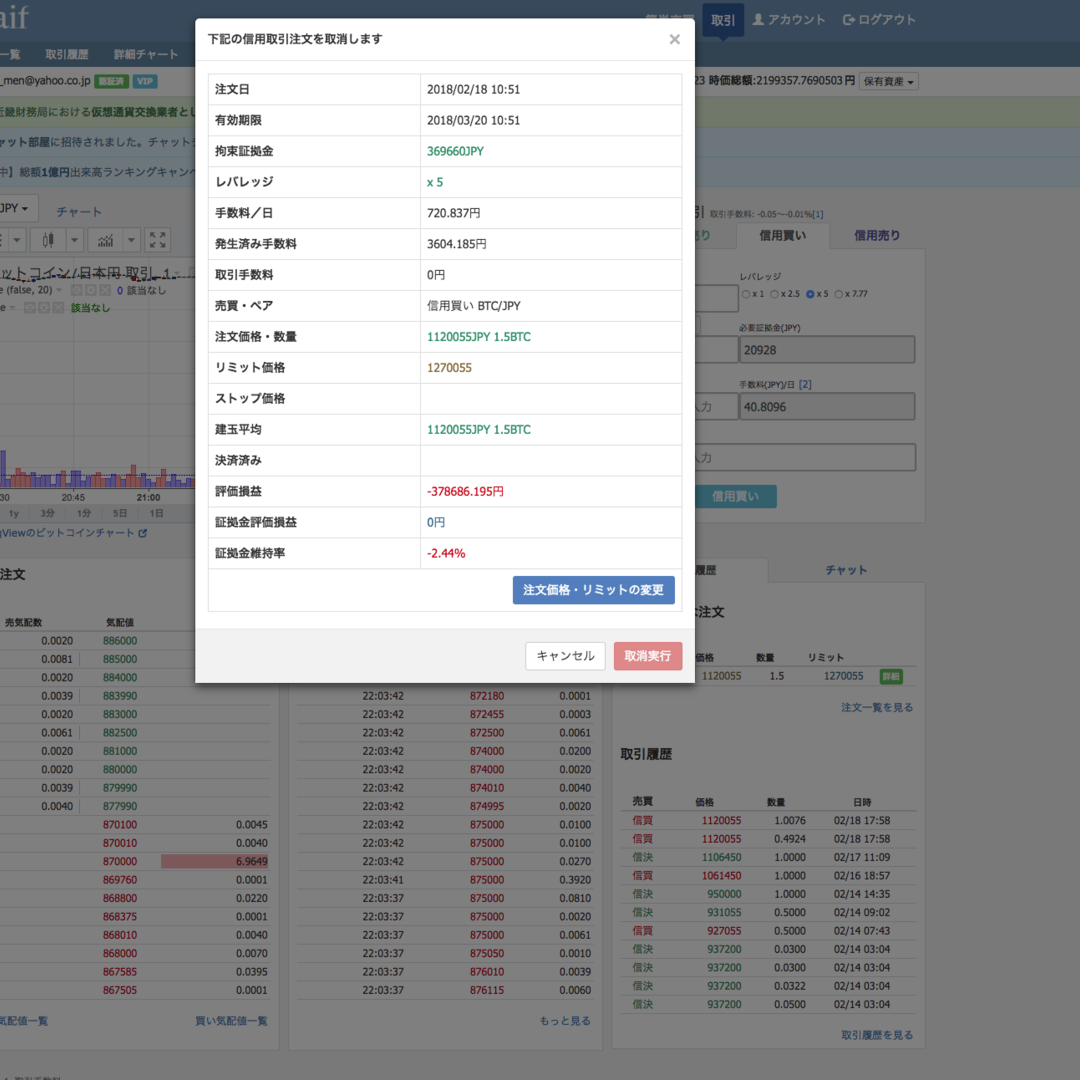 aif
取引
アカウント
ログアウト
一覧 取引履歴 詳細チャート
_men@yahoo.co.jp 認証済 VIP
23 時価総額:2199357.7690503 円 保有資産
近畿財務局における仮想通貨交換業者とし
ャット部屋に招待されました。チャット
中】総額1億円出来高ランキングキャンペ
JPY チャート
下記の信用取引注文を取消します ×
注文日 2018/02/18 10:51
有効期限 2018/03/20 10:51
拘束証拠金 369660JPY
レバレッジ x 5
手数料／日 720.837円
発生済み手数料 3604.185円
取引手数料 0円
売買・ペア 信用買い BTC/JPY
注文価格・数量 1120055JPY 1.5BTC
リミット価格 1270055
ストップ価格
建玉平均 1120055JPY 1.5BTC
決済済み
評価損益 -378686.195円
証拠金評価損益 0円
証拠金維持率 -2.44%
注文価格・リミットの変更
キャンセル 取消実行
引 取引手数料: -0.05～-0.01%[1]
売り 信用買い 信用売り
レバレッジ
x 1 x 2.5 x 5 x 7.77
必要証拠金(JPY)
20928
手数料(JPY)/日 [2]
入力 40.8096
入力
信用買い
ットコイン/日本円 取引 1
e (false, 20) 0 該当なし
e 該当なし
30 20:45 21:00
1y 3分 1分 5日 1日
gViewのビットコインチャート
注文
売気配数 気配値
0.0020 886000
0.0081 885000
0.0020 884000
0.0039 883990
0.0020 883000
0.0061 882500
0.0020 881000
0.0020 880000
0.0039 879990
0.0040 877990
870100 0.0045
870010 0.0040
870000 6.9649
869760 0.0001
868800 0.0220
868375 0.0001
868010 0.0040
868000 0.0070
867585 0.0395
867505 0.0001
気配値一覧 買い気配値一覧
22:03:42 872180 0.0001
22:03:42 872455 0.0003
22:03:42 872500 0.0061
22:03:42 874000 0.0200
22:03:42 874000 0.0020
22:03:42 874010 0.0040
22:03:42 874995 0.0020
22:03:42 875000 0.0100
22:03:42 875000 0.0100
22:03:42 875000 0.0270
22:03:41 875000 0.3920
22:03:37 875000 0.0810
22:03:37 875000 0.0020
22:03:37 875000 0.0061
22:03:37 875050 0.0010
22:03:37 876010 0.0039
22:03:37 876115 0.0060
もっと見る
履歴 チャット
注文
価格 数量 リミット
1120055 1.5 1270055 詳細
注文一覧を見る
取引履歴
売買 価格 数量 日時
信買 1120055 1.0076 02/18 17:58
信買 1120055 0.4924 02/18 17:58
信決 1106450 1.0000 02/17 11:09
信買 1061450 1.0000 02/16 18:57
信決 950000 1.0000 02/14 14:35
信決 931055 0.5000 02/14 09:02
信買 927055 0.5000 02/14 07:43
信決 937200 0.0300 02/14 03:04
信決 937200 0.0300 02/14 03:04
信決 937200 0.0322 02/14 03:04
信決 937200 0.0500 02/14 03:04
取引履歴を見る